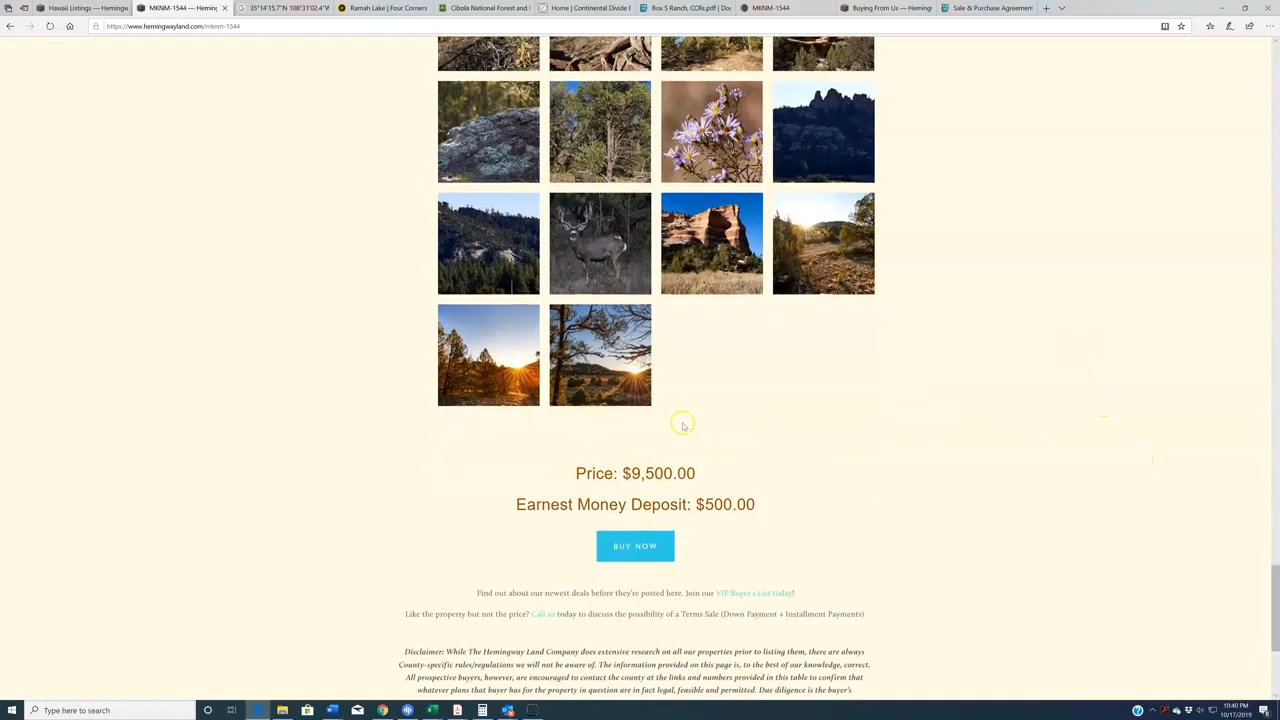 Hawaii Listings — Hemingw
MKNM-1544 — Heming
35°14'15.7"N 108°31'02.4"W
Ramah Lake | Four Corners
Cibola National Forest and
Home | Continental Divide
Box S Ranch, CCRs.pdf | Do
MKNM-1544
Buying From Us — Heming
Sale & Purchase Agreement
https://www.hemingwayland.com/mknm-1544
Price: $9,500.00
Earnest Money Deposit: $500.00
BUY NOW
Find out about our newest deals before they're posted here. Join our VIP Buyer's List today!
Like the property but not the price? Call us today to discuss the possibility of a Terms Sale (Down Payment + Installment Payments)
Disclaimer: While The Hemingway Land Company does extensive research on all our properties prior to listing them, there are always
County-specific rules/regulations we will not be aware of. The information provided on this page is, to the best of our knowledge, correct.
All prospective buyers, however, are encouraged to contact the county at the links and numbers provided in this table to confirm that
whatever plans that buyer has for the property in question are in fact legal, feasible and permitted. Due diligence is the buyer's
Type here to search
10:40 PM
10/17/2019